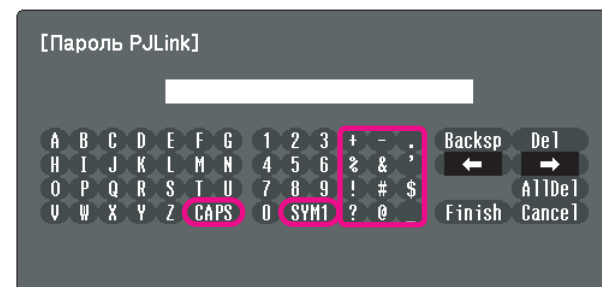 [Пароль PJLink]
A B C D E F G 1 2 3 + - . Backsp Del
H I J K L M N 4 5 6 % & ' ← →
O P Q R S T U 7 8 9 ! # $ AllDel
V W X Y Z CAPS 0 SYM1 ? @ _ Finish Cancel